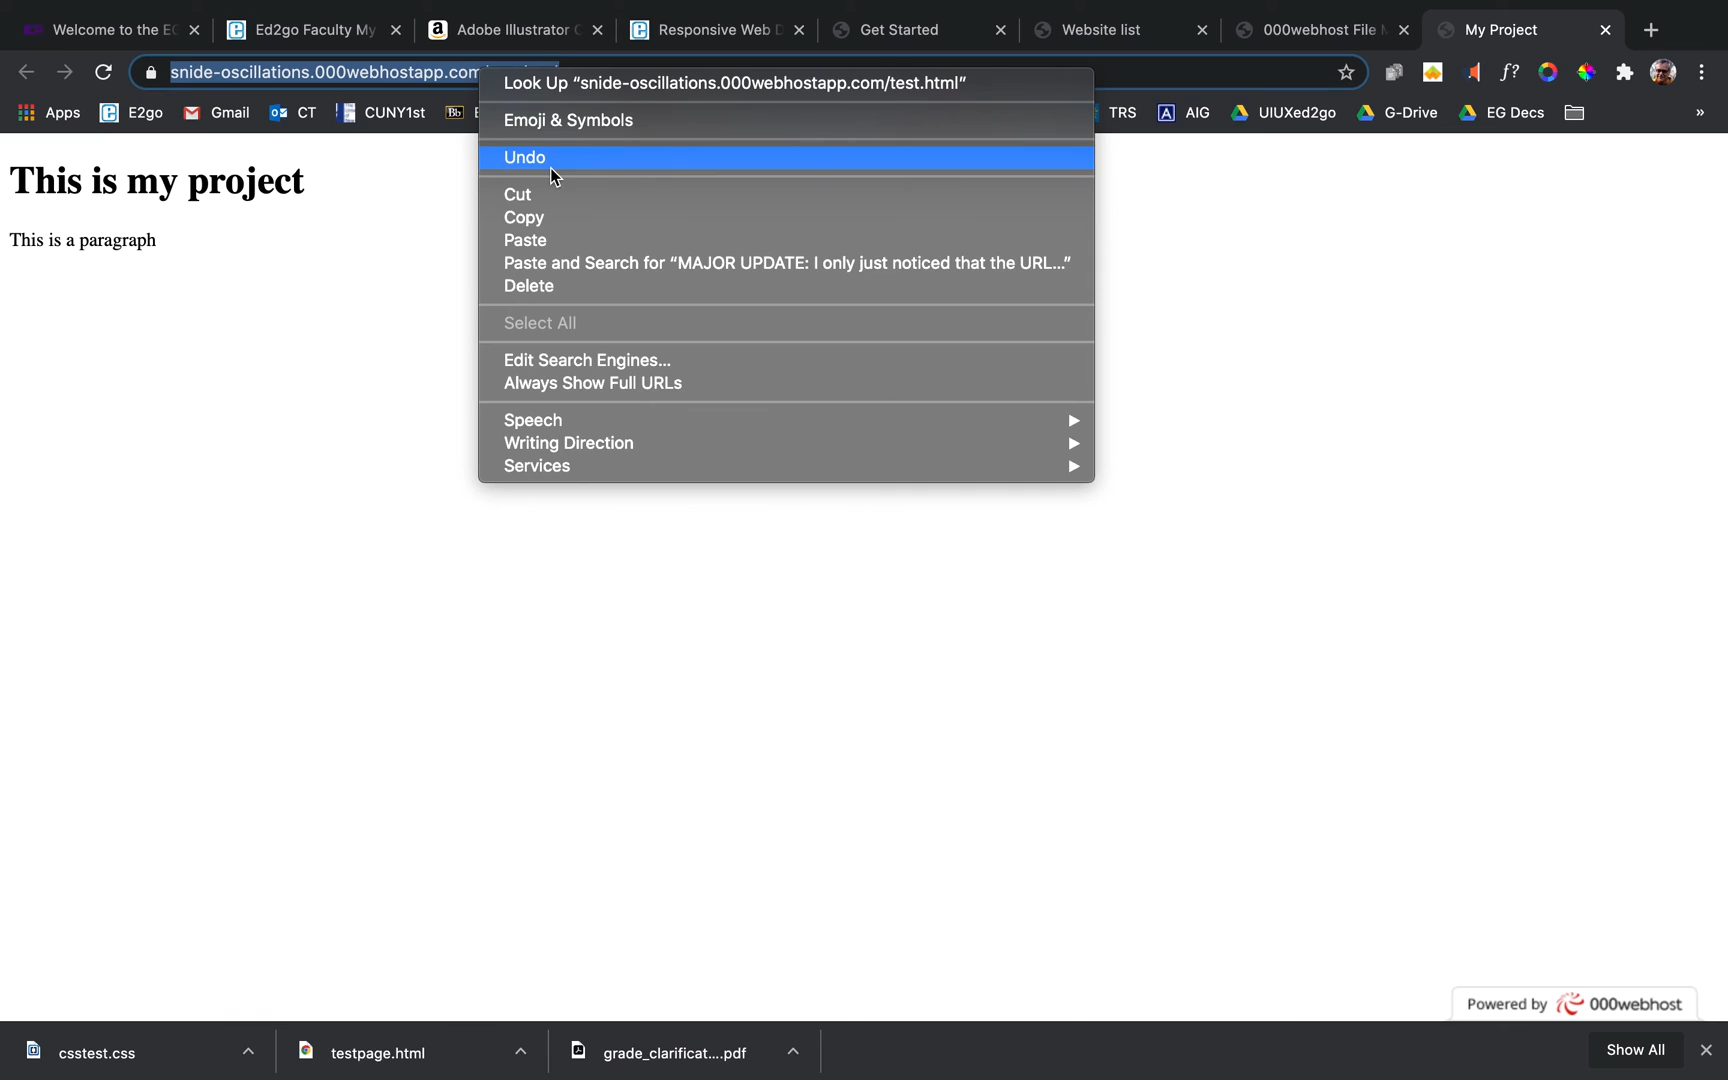 Welcome to the EC
Ed2go Faculty My
Adobe Illustrator C
Responsive Web D
Get Started
Website list
000webhost File M
My Project
snide-oscillations.000webhostapp.com
Apps
E2go
Gmail
CT
CUNY1st
Bb
TRS
AIG
UIUXed2go
G-Drive
EG Decs
»
Look Up “snide-oscillations.000webhostapp.com/test.html”
Emoji & Symbols
Undo
Cut
Copy
Paste
Paste and Search for “MAJOR UPDATE: I only just noticed that the URL...”
Delete
Select All
Edit Search Engines...
Always Show Full URLs
Speech
Writing Direction
Services
This is my project
This is a paragraph
Powered by 000webhost
csstest.css
testpage.html
grade_clarificat....pdf
Show All